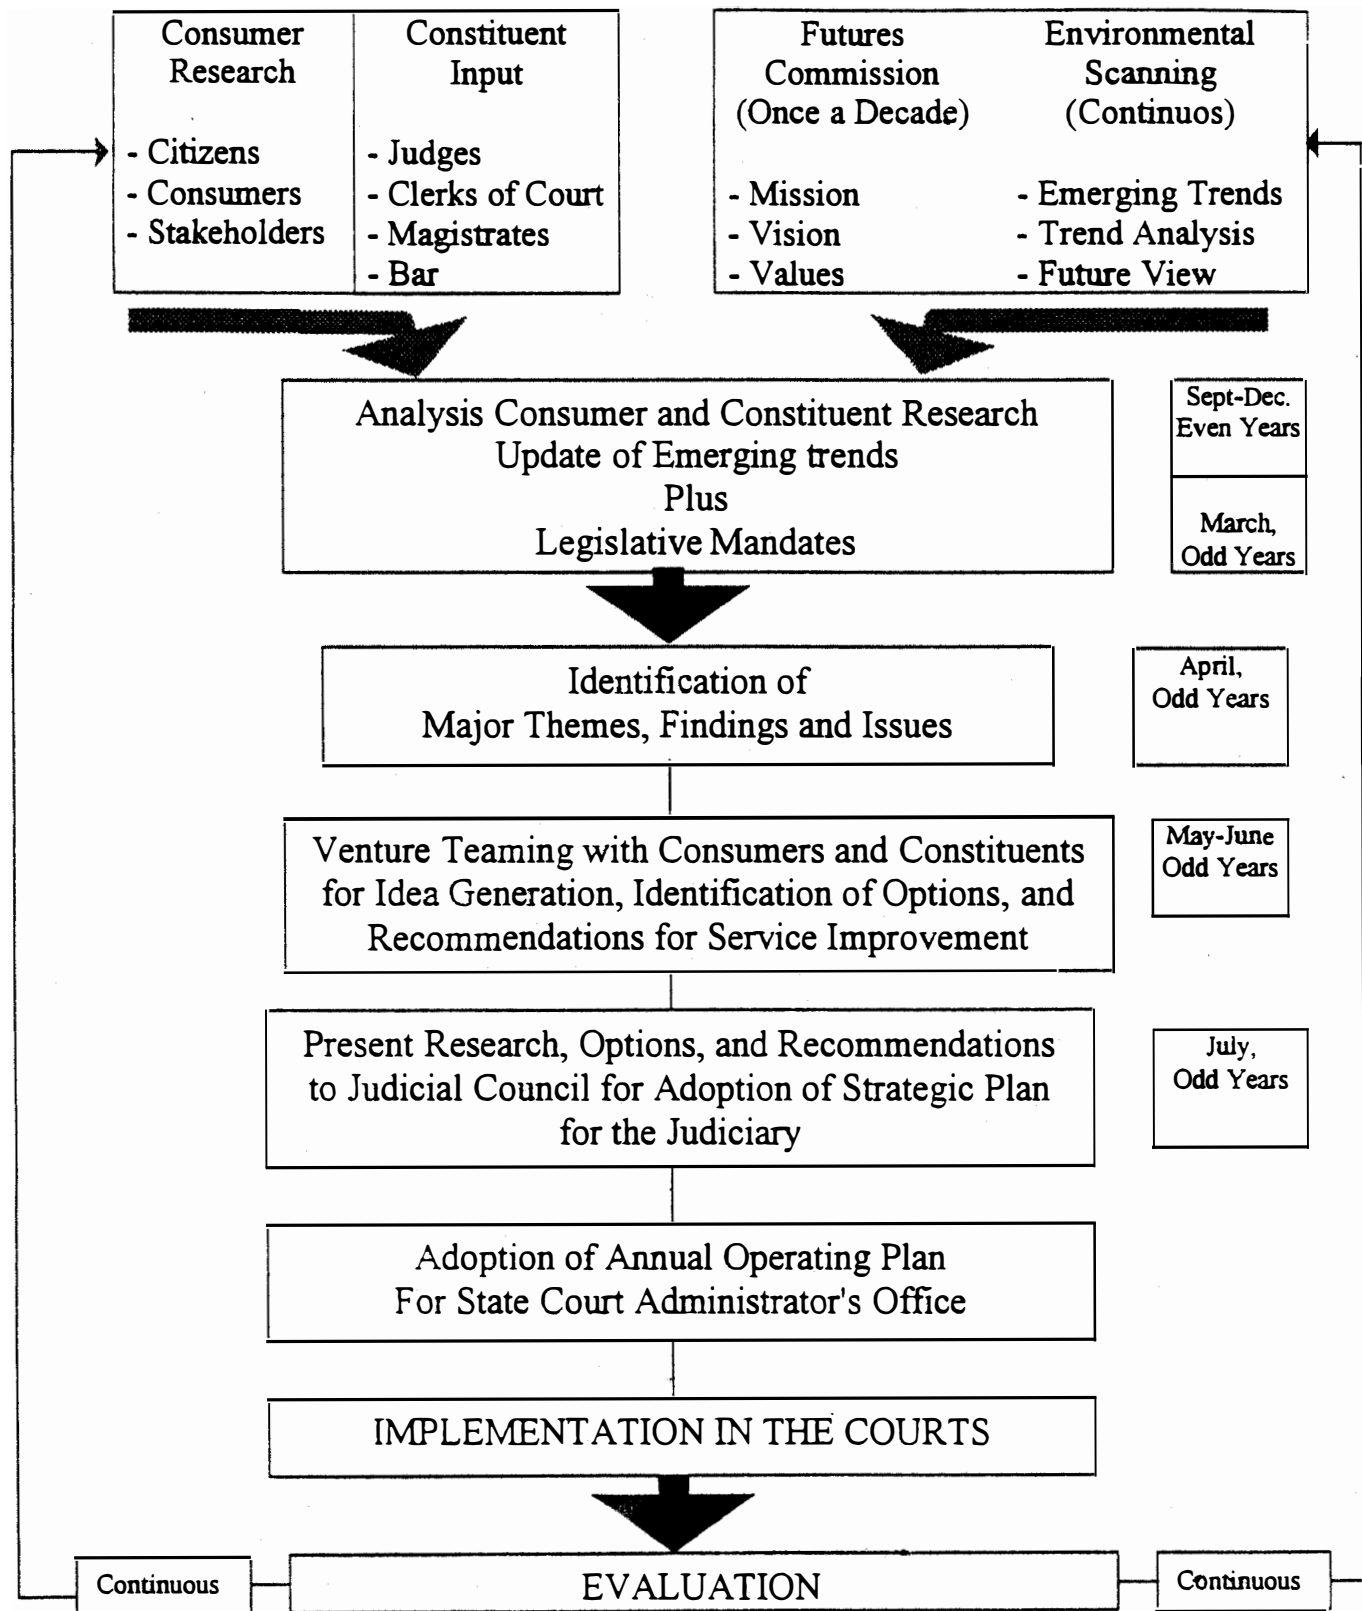 Consumer
Research
- Citizens
- Consumers
- Stakeholders
Constituent
Input
- Judges
- Clerks of Court
- Magistrates
- Bar
Futures
Commission
(Once a Decade)
- Mission
- Vision
- Values
Environmental
Scanning
(Continuos)
- Emerging Trends
- Trend Analysis
- Future View
Analysis Consumer and Constituent Research
Update of Emerging trends
Plus
Legislative Mandates
Sept-Dec.
Even Years
March,
Odd Years
Identification of
Major Themes, Findings and Issues
April,
Odd Years
Venture Teaming with Consumers and Constituents
for Idea Generation, Identification of Options, and
Recommendations for Service Improvement
May-June
Odd Years
Present Research, Options, and Recommendations
to Judicial Council for Adoption of Strategic Plan
for the Judiciary
July,
Odd Years
Adoption of Annual Operating Plan
For State Court Administrator's Office
IMPLEMENTATION IN THE COURTS
Continuous
EVALUATION
Continuous